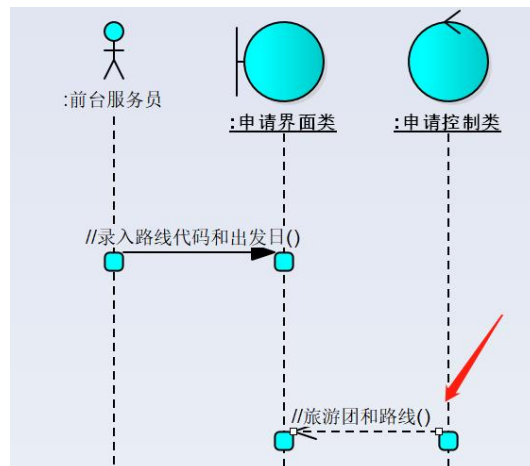 :前台服务员
:申请界面类
:申请控制类
//录入路线代码和出发日()
//旅游团和路线()